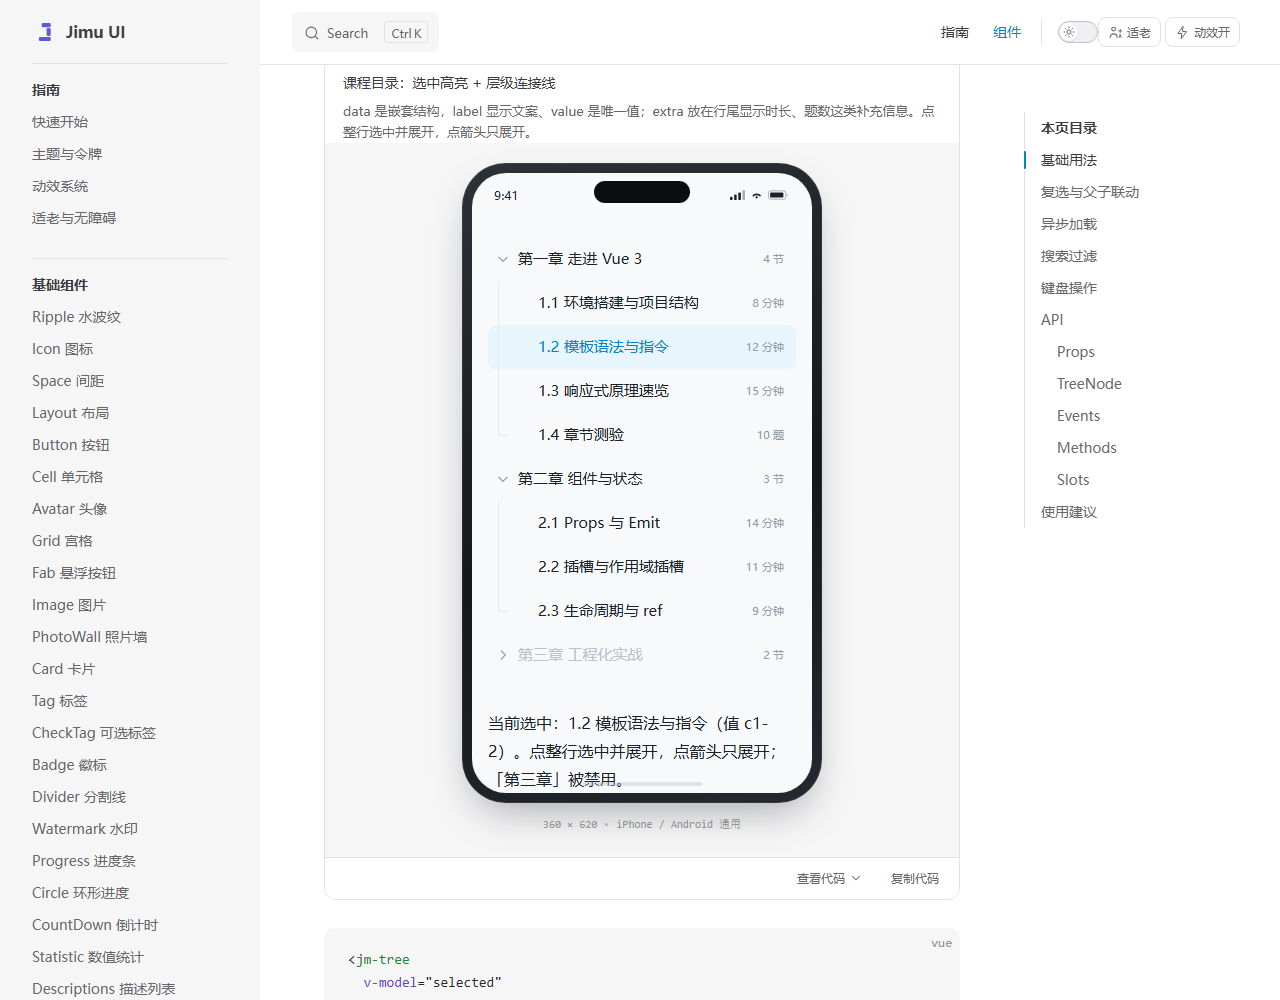 Jimu UI
Search
Ctrl K
指南
组件
适老
动效开
指南
快速开始
主题与令牌
动效系统
适老与无障碍
基础组件
Ripple 水波纹
Icon 图标
Space 间距
Layout 布局
Button 按钮
Cell 单元格
Avatar 头像
Grid 宫格
Fab 悬浮按钮
Image 图片
PhotoWall 照片墙
Card 卡片
Tag 标签
CheckTag 可选标签
Badge 徽标
Divider 分割线
Watermark 水印
Progress 进度条
Circle 环形进度
CountDown 倒计时
Statistic 数值统计
Descriptions 描述列表
课程目录：选中高亮 + 层级连接线
data 是嵌套结构，label 显示文案、value 是唯一值；extra 放在行尾显示时长、题数这类补充信息。点
整行选中并展开，点箭头只展开。
9:41
第一章 走进 Vue 3 4 节
1.1 环境搭建与项目结构 8 分钟
1.2 模板语法与指令 12 分钟
1.3 响应式原理速览 15 分钟
1.4 章节测验 10 题
第二章 组件与状态 3 节
2.1 Props 与 Emit 14 分钟
2.2 插槽与作用域插槽 11 分钟
2.3 生命周期与 ref 9 分钟
第三章 工程化实战 2 节
当前选中：1.2 模板语法与指令（值 c1-
2）。点整行选中并展开，点箭头只展开；
「第三章」被禁用。
360 × 620 · iPhone / Android 通用
查看代码
复制代码
vue
<jm-tree
v-model="selected"
本页目录
基础用法
复选与父子联动
异步加载
搜索过滤
键盘操作
API
Props
TreeNode
Events
Methods
Slots
使用建议